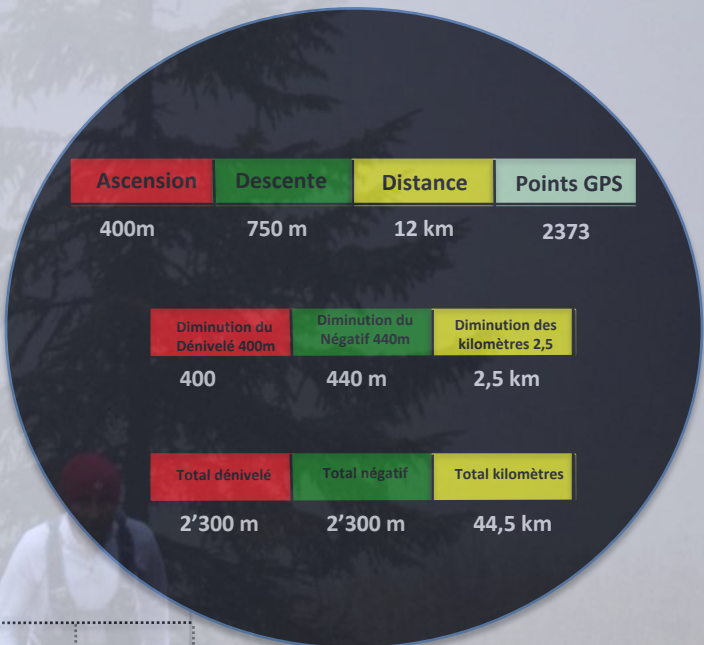 Ascension Descente Distance Points GPS
400m 750 m 12 km 2373
Diminution du
Dénivelé 400m
Diminution du
Négatif 440m
Diminution des
kilomètres 2,5
400 440 m 2,5 km
Total dénivelé Total négatif Total kilomètres
2’300 m 2’300 m 44,5 km